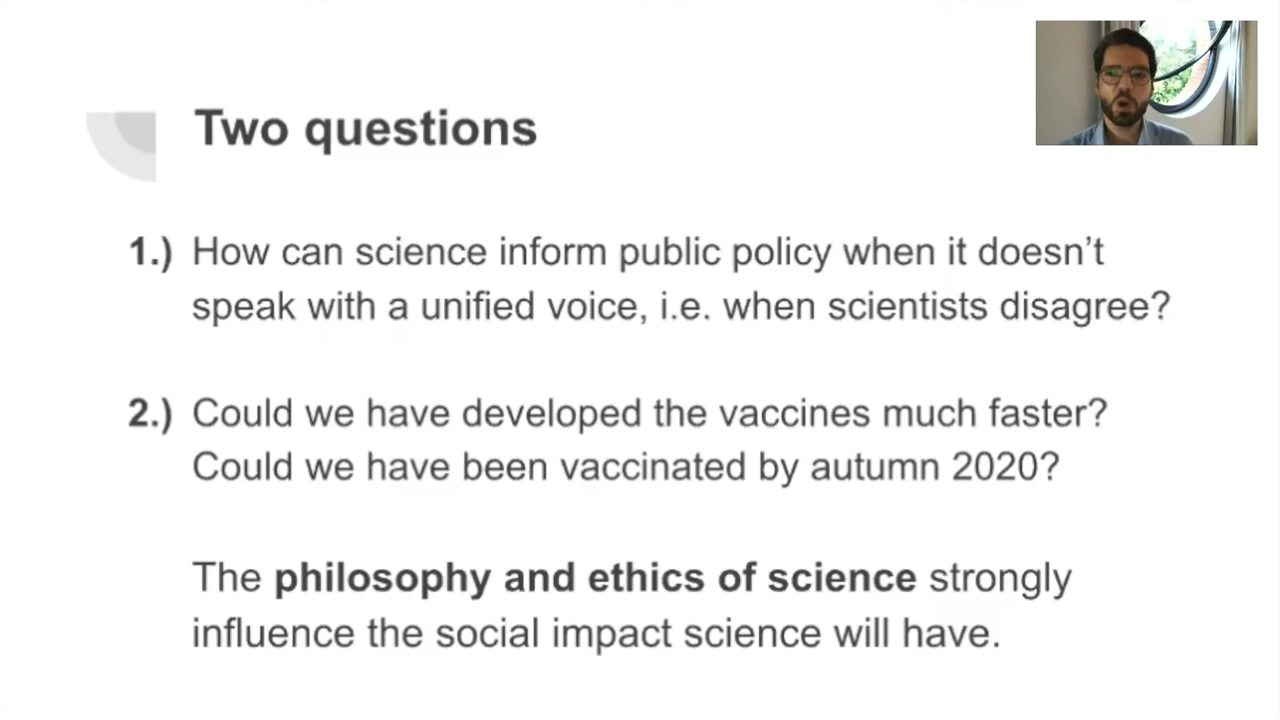 Two questions
1.) How can science inform public policy when it doesn’t
speak with a unified voice, i.e. when scientists disagree?
2.) Could we have developed the vaccines much faster?
Could we have been vaccinated by autumn 2020?
The philosophy and ethics of science strongly
influence the social impact science will have.